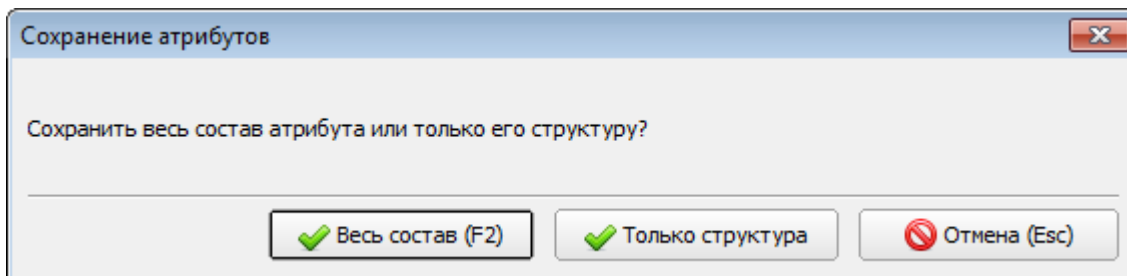 Сохранение атрибутов
Сохранить весь состав атрибута или только его структуру?
Весь состав (F2) Только структура Отмена (Esc)